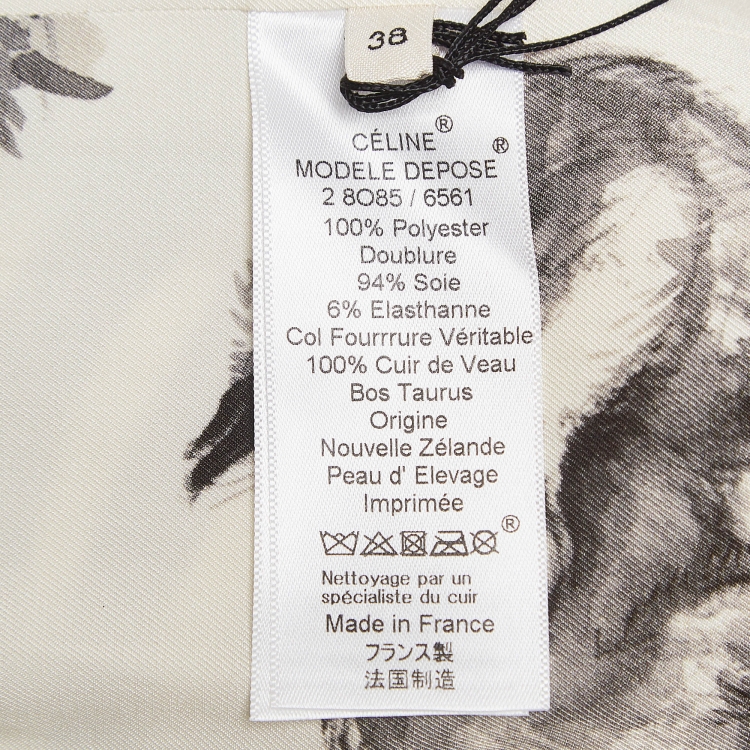 38
CÉLINE®
MODELE DEPOSE®
2 8O85 / 6561
100% Polyester
Doublure
94% Soie
6% Elasthanne
Col Fourrrure Véritable
100% Cuir de Veau
Bos Taurus
Origine
Nouvelle Zélande
Peau d' Elevage
Imprimée
®
Nettoyage par un
spécialiste du cuir
Made in France
フランス製
法国制造